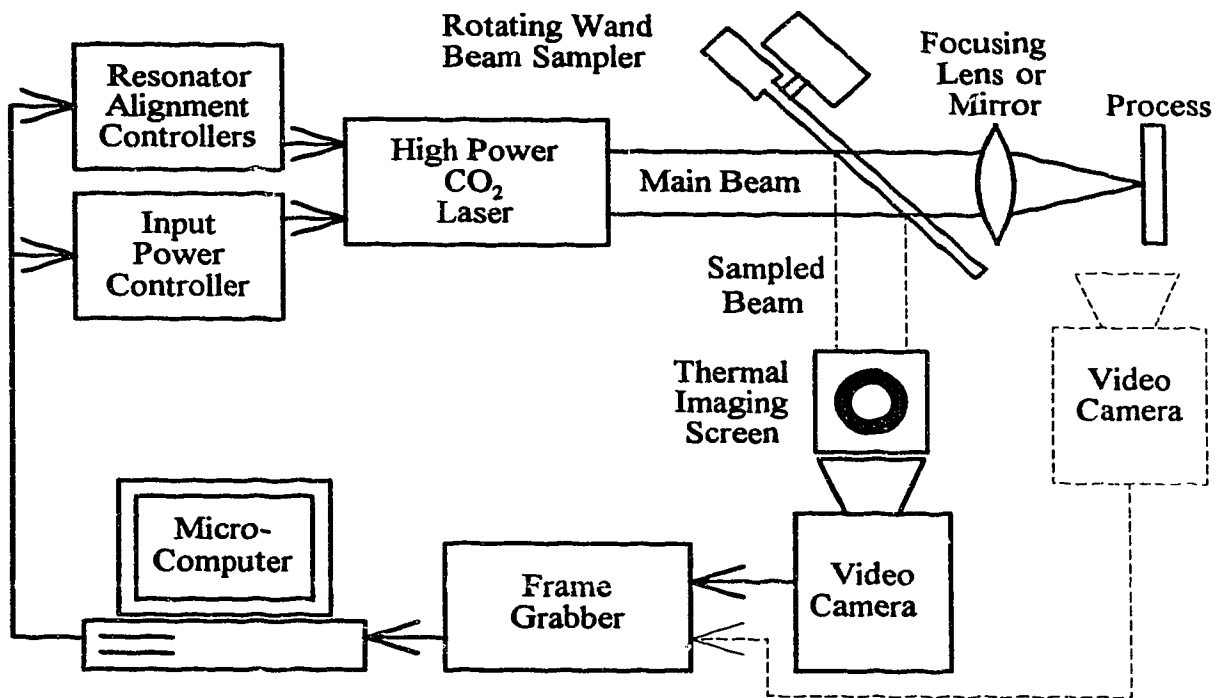 Rotating Wand
Beam Sampler
Focusing
Lens or
Mirror
Process
Resonator
Alignment
Controllers
High Power
CO₂
Laser
Main Beam
Input
Power
Controller
Sampled
Beam
Thermal
Imaging
Screen
Video
Camera
Micro-
Computer
Frame
Grabber
Video
Camera